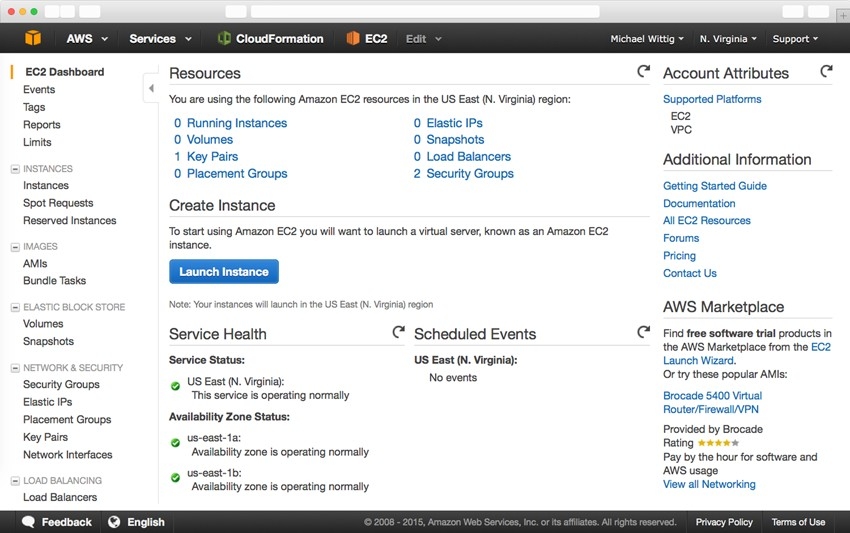 AWS Services CloudFormation EC2 Edit Michael Wittig N. Virginia Support
EC2 Dashboard
Events
Tags
Reports
Limits
INSTANCES
Instances
Spot Requests
Reserved Instances
IMAGES
AMIs
Bundle Tasks
ELASTIC BLOCK STORE
Volumes
Snapshots
NETWORK & SECURITY
Security Groups
Elastic IPs
Placement Groups
Key Pairs
Network Interfaces
LOAD BALANCING
Load Balancers
Resources
You are using the following Amazon EC2 resources in the US East (N. Virginia) region:
0 Running Instances
0 Volumes
1 Key Pairs
0 Placement Groups
0 Elastic IPs
0 Snapshots
0 Load Balancers
2 Security Groups
Create Instance
To start using Amazon EC2 you will want to launch a virtual server, known as an Amazon EC2
instance.
Launch Instance
Note: Your instances will launch in the US East (N. Virginia) region
Service Health
Service Status:
US East (N. Virginia):
This service is operating normally
Availability Zone Status:
us-east-1a:
Availability zone is operating normally
us-east-1b:
Availability zone is operating normally
Scheduled Events
US East (N. Virginia):
No events
Account Attributes
Supported Platforms
EC2
VPC
Additional Information
Getting Started Guide
Documentation
All EC2 Resources
Forums
Pricing
Contact Us
AWS Marketplace
Find free software trial products in
the AWS Marketplace from the EC2
Launch Wizard.
Or try these popular AMIs:
Brocade 5400 Virtual
Router/Firewall/VPN
Provided by Brocade
Rating
Pay by the hour for software and
AWS usage
View all Networking
Feedback English © 2008 - 2015, Amazon Web Services, Inc. or its affiliates. All rights reserved. Privacy Policy Terms of Use